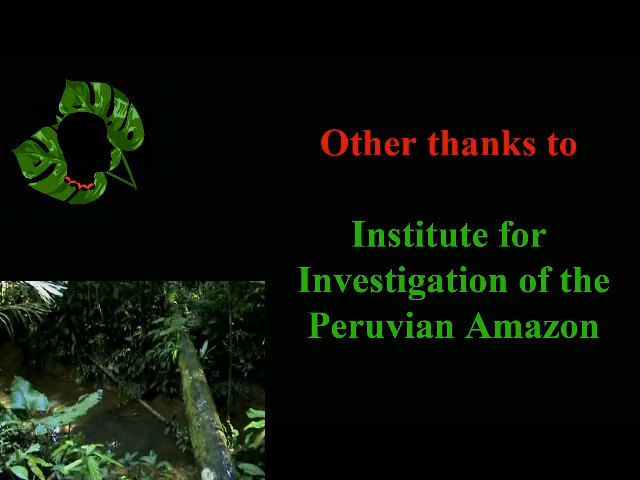 Other thanks to
Institute for
Investigation of the
Peruvian Amazon